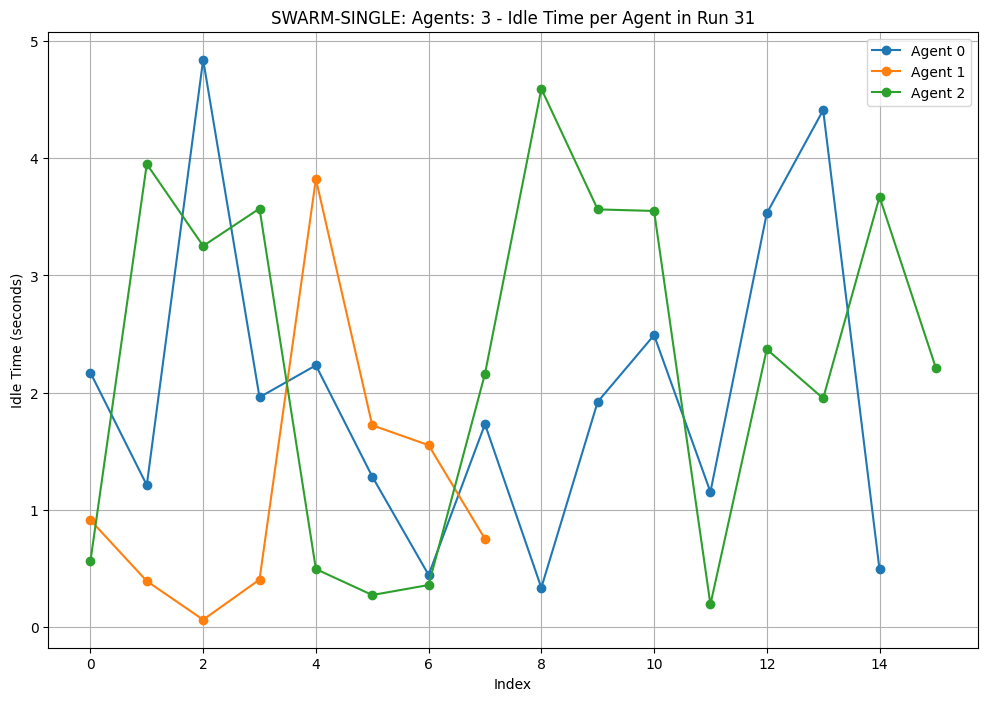 SWARM-SINGLE: Agents: 3 - Idle Time per Agent in Run 31
Agent 0
Agent 1
Agent 2
Idle Time (seconds)
5
4
3
2
1
0
0 2 4 6 8 10 12 14
Index